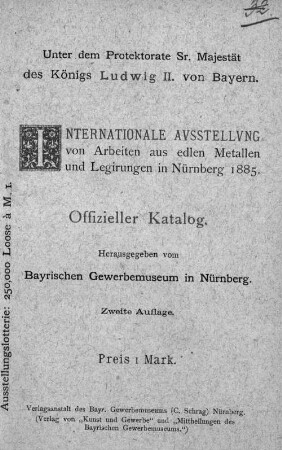 Unter dem Protektorate Sr. Majestät
des Königs Ludwig II. von Bayern.
INTERNATIONALE AVSSTELLVNG
von Arbeiten aus edlen Metallen
und Legirungen in Nürnberg 1885.
Offizieller Katalog.
Herausgegeben vom
Bayrischen Gewerbemuseum in Nürnberg.
Zweite Auflage.
Preis 1 Mark.
Verlagsanstalt des Bayr. Gewerbemuseums (C. Schrag) Nürnberg.
(Verlag von „Kunst und Gewerbe" und „Mittheilungen des
Bayrischen Gewerbemuseums.")
Ausstellungslotterie: 250,000 Loose à M. 1.